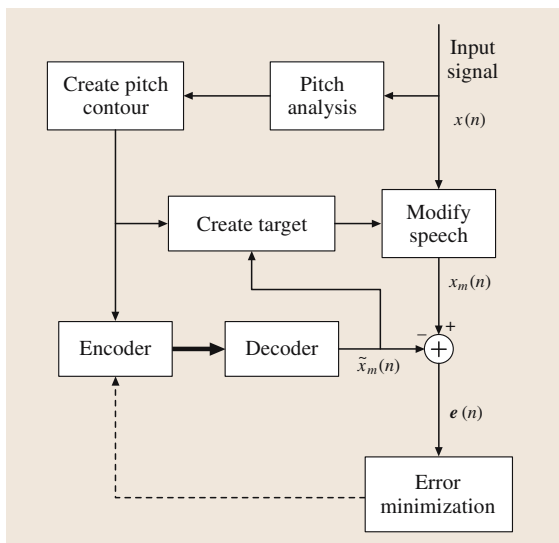 Input
signal
Create pitch
contour
Pitch
analysis
x(n)
Create target
Modify
speech
x_m(n)
− +
Encoder
Decoder
x̃_m(n)
+
e(n)
Error
minimization